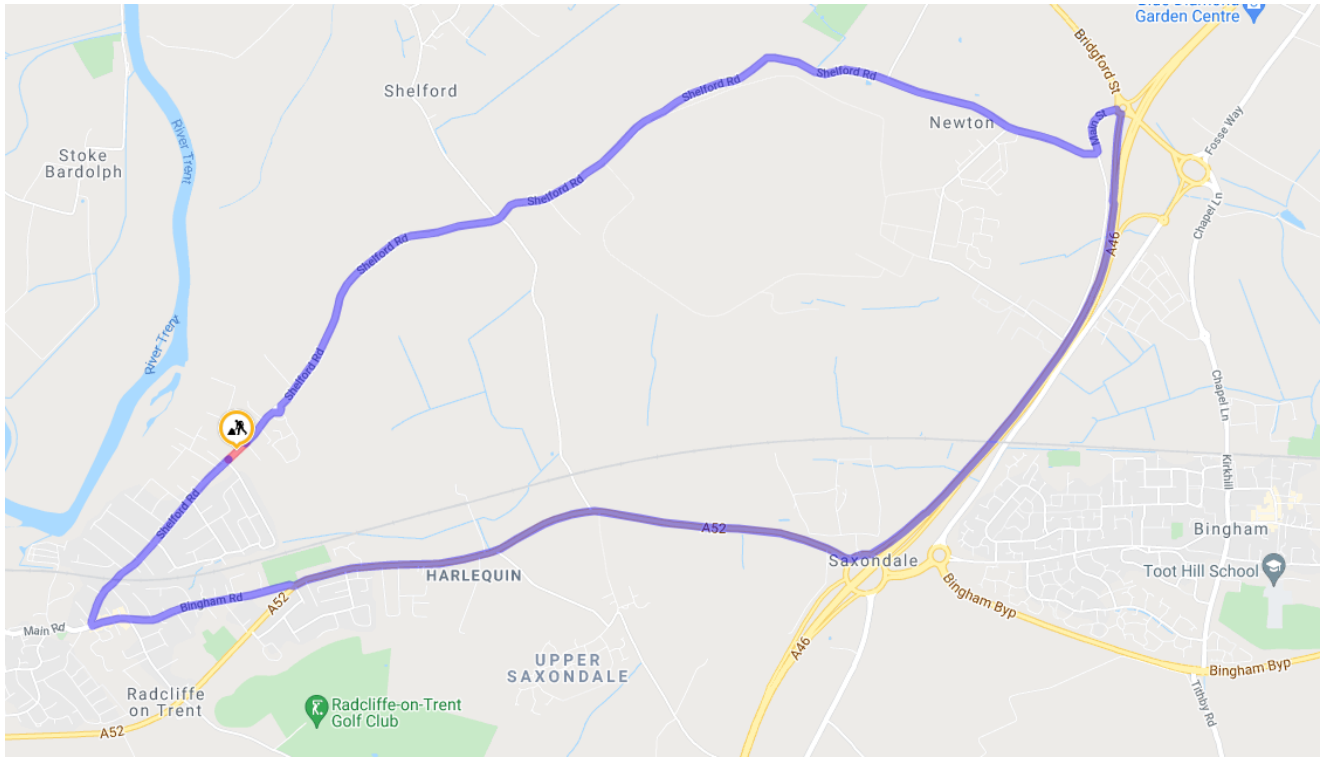 Garden Centre
Bridgford St
Shelford Rd
Shelford Rd
Shelford
Main St
Newton
Fosse Way
River Trent
Stoke
Bardolph
Shelford Rd
Chapel Ln
Shelford Rd
A46
River Trent
Shelford Rd
Chapel Ln
Kirkhill
Shelford Rd
A52
Bingham
Saxondale
Toot Hill School
HARLEQUIN
Bingham Byp
Bingham Rd
A52
Main Rd
A46
UPPER
SAXONDALE
Bingham Byp
Radcliffe
on Trent
Radcliffe-on-Trent
Golf Club
Tithby Rd
A52